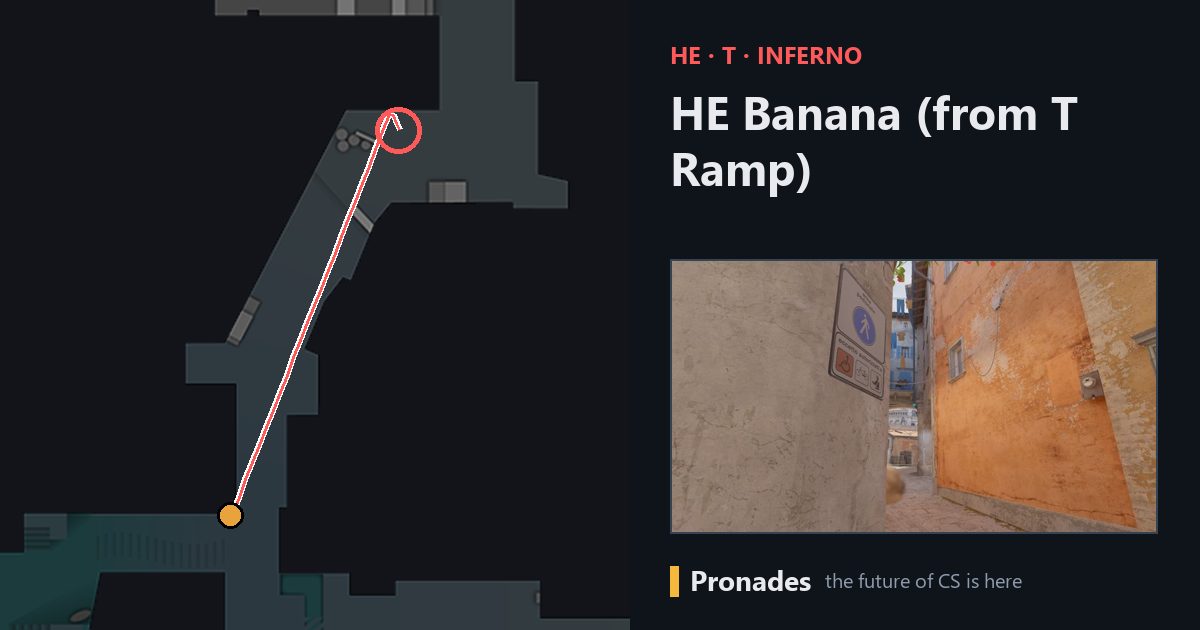 HE · T · INFERNO
HE Banana (from T
Ramp)
Pronades the future of CS is here